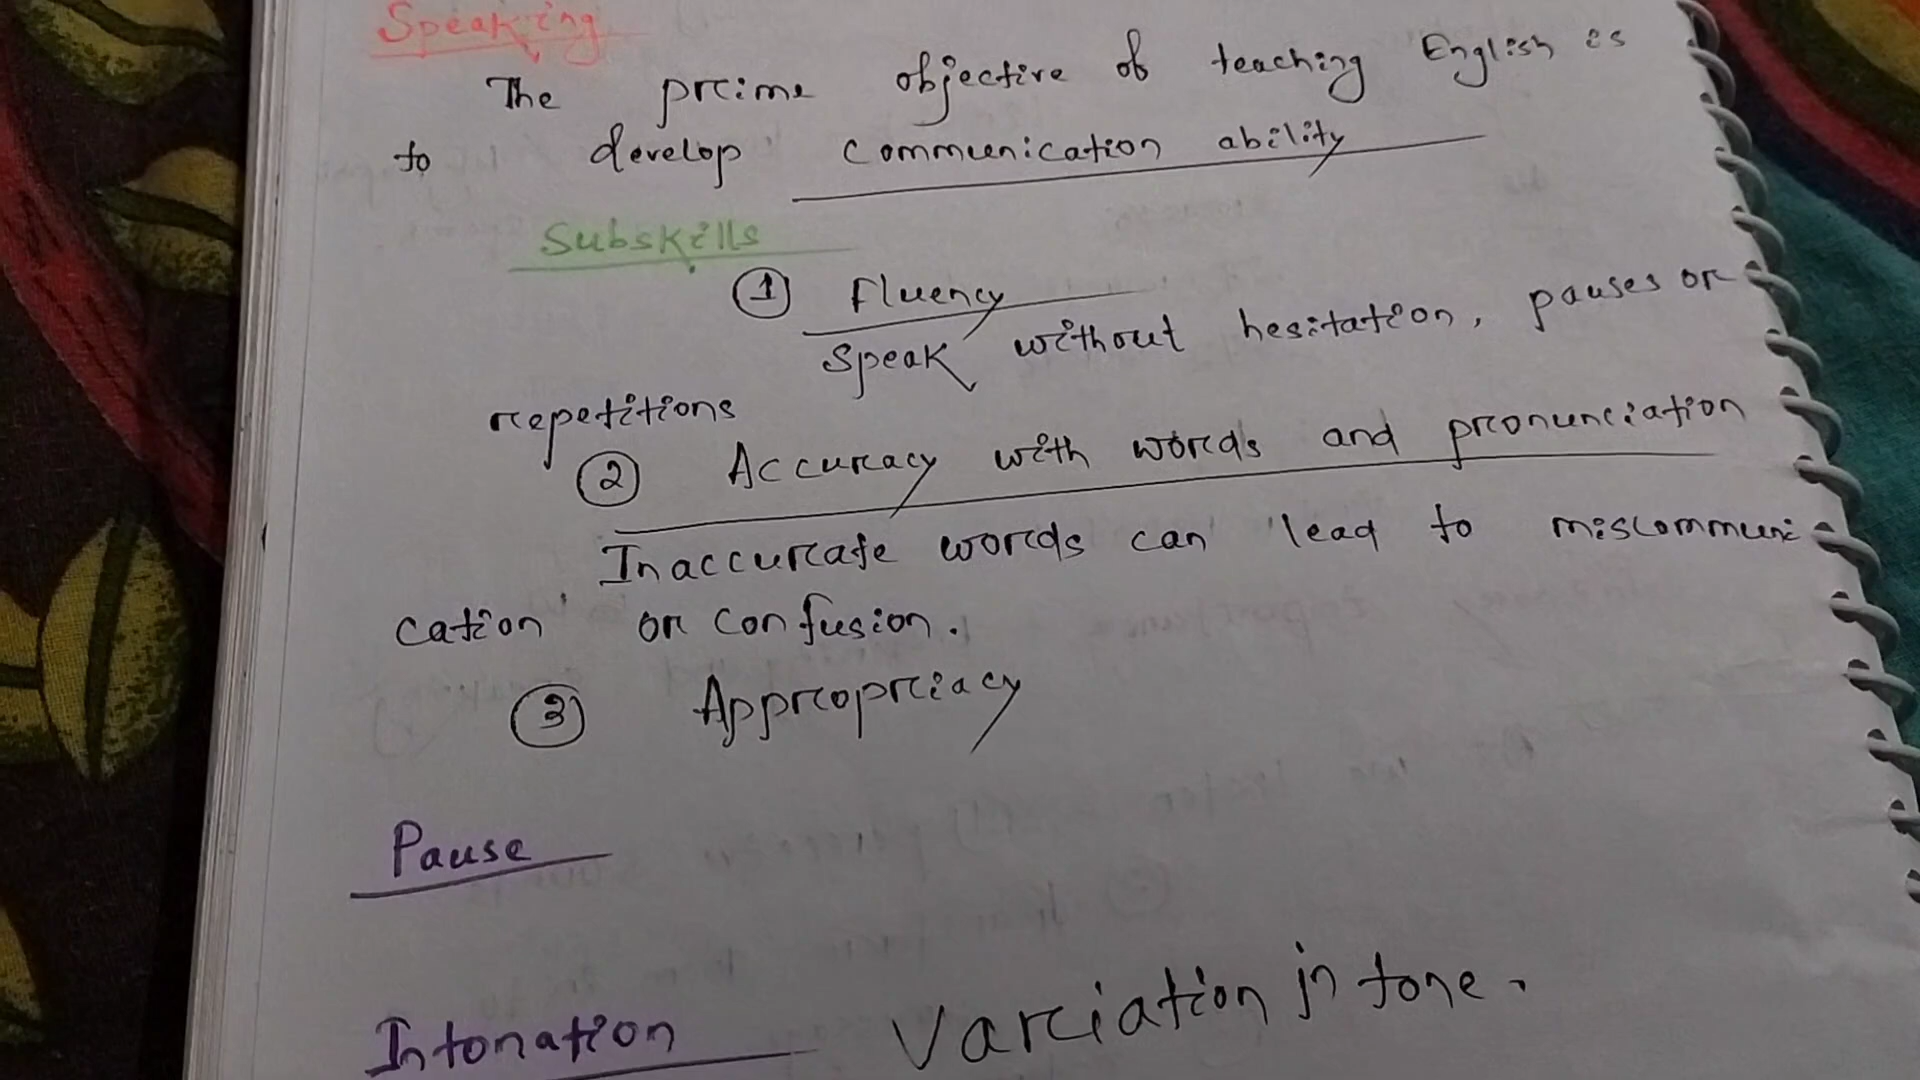 Speaking
The prime objective of teaching English is
to develop communication ability
Subskills
① Fluency
Speak without hesitation, pauses or
repetitions
② Accuracy with words and pronunciation
Inaccurate words can lead to miscommuni
cation or confusion.
③ Appropriacy
Pause
Intonation Variation in tone.